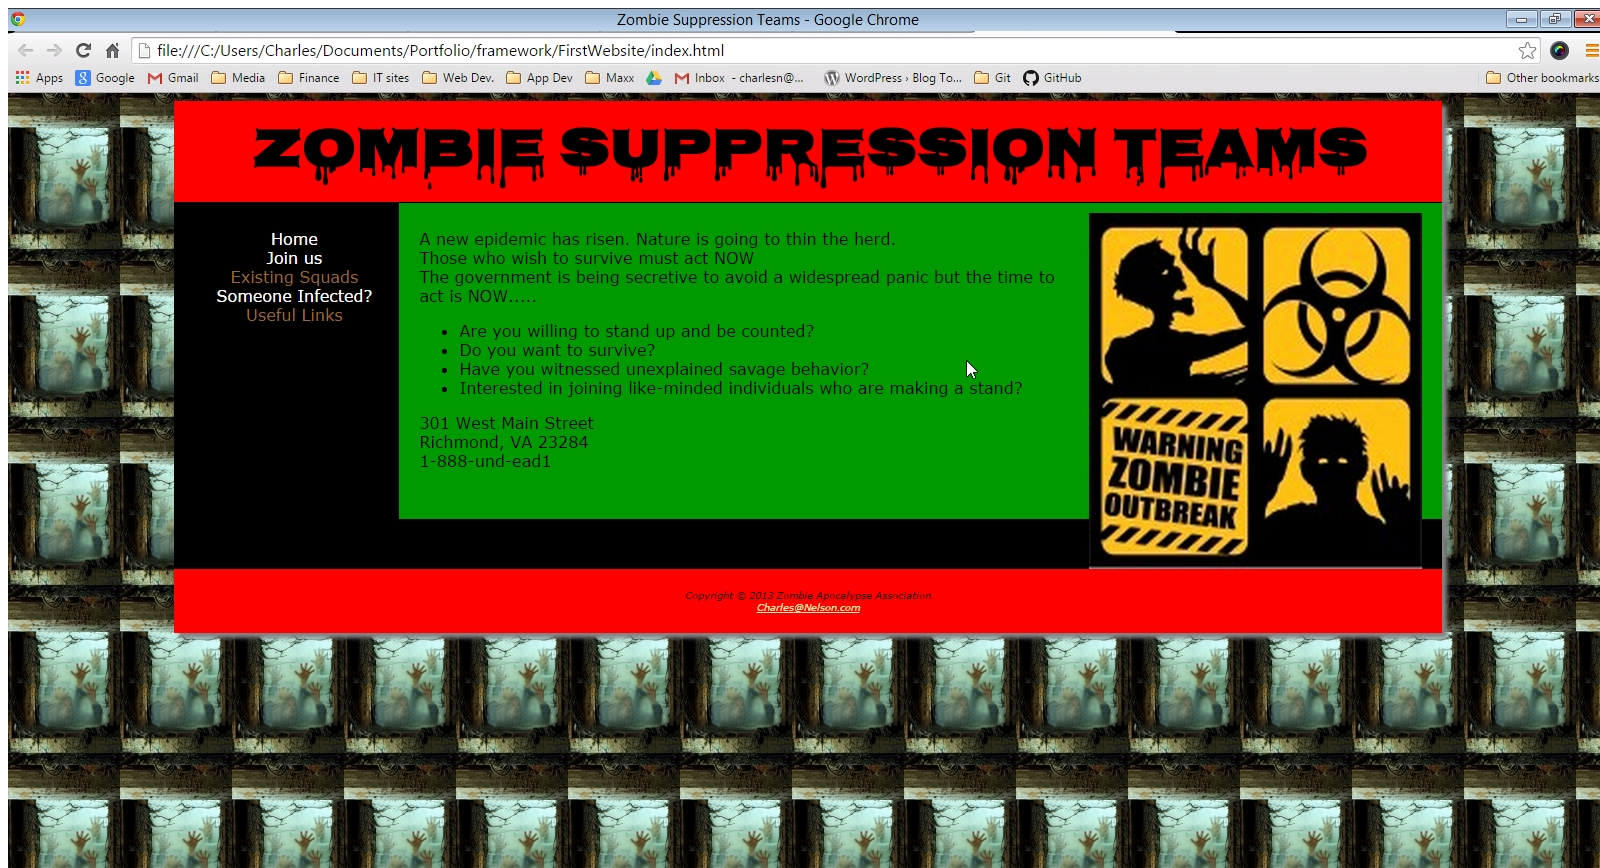 Zombie Suppression Teams - Google Chrome
file:///C:/Users/Charles/Documents/Portfolio/framework/FirstWebsite/index.html
Apps Google Gmail Media Finance IT sites Web Dev. App Dev Maxx Inbox - charlesn@... WordPress › Blog To... Git GitHub Other bookmarks
ZOMBIE SUPPRESSION TEAMS
Home
Join us
Existing Squads
Someone Infected?
Useful Links
A new epidemic has risen. Nature is going to thin the herd.
Those who wish to survive must act NOW
The government is being secretive to avoid a widespread panic but the time to
act is NOW.....
• Are you willing to stand up and be counted?
• Do you want to survive?
• Have you witnessed unexplained savage behavior?
• Interested in joining like-minded individuals who are making a stand?
301 West Main Street
Richmond, VA 23284
1-888-und-ead1
WARNING
ZOMBIE
OUTBREAK
Copyright © 2013 Zombie Apocalypse Association
Charles@Nelson.com